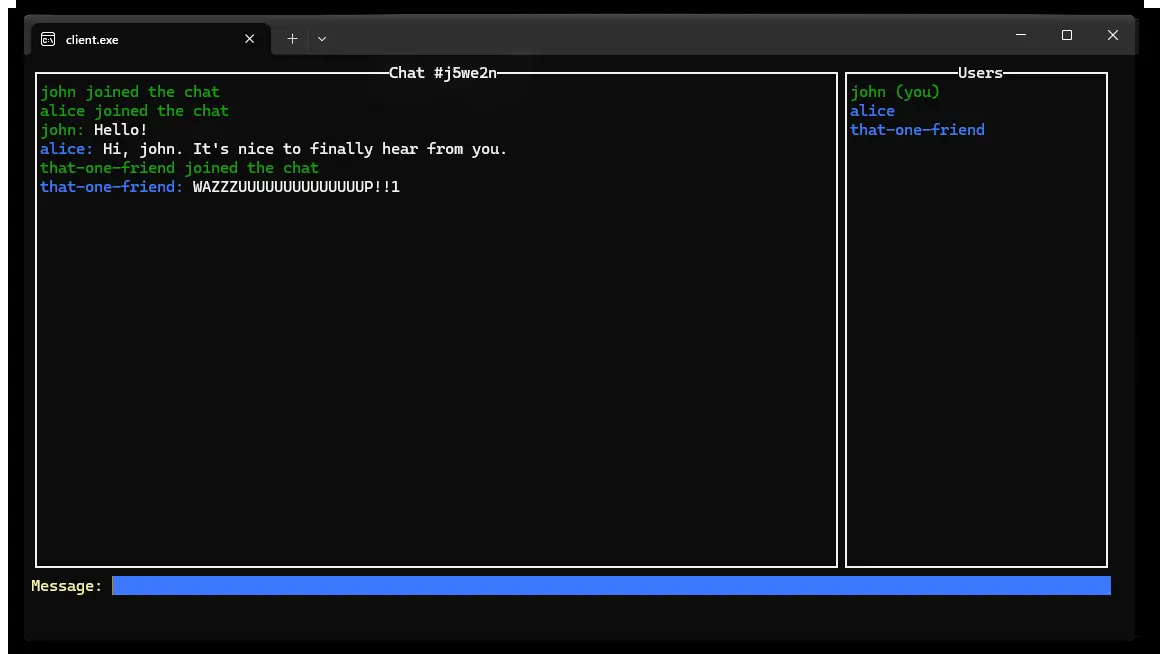 client.exe
Chat #j5we2n
john joined the chat
alice joined the chat
john: Hello!
alice: Hi, john. It's nice to finally hear from you.
that-one-friend joined the chat
that-one-friend: WAZZZUUUUUUUUUUUUUUP!!1
Users
john (you)
alice
that-one-friend
Message: